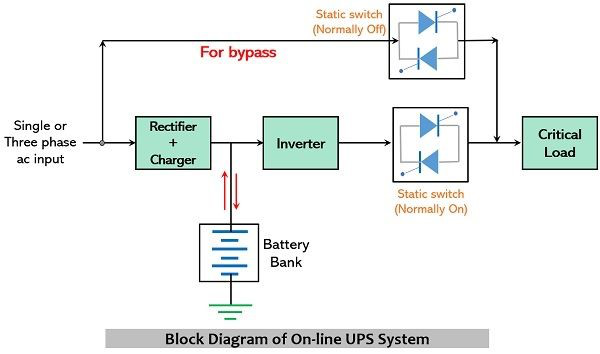 Static switch
(Normally Off)
For bypass
Single or
Three phase
ac input
Rectifier
+
Charger
Inverter
Critical
Load
Static switch
(Normally On)
Battery
Bank
Block Diagram of On-line UPS System